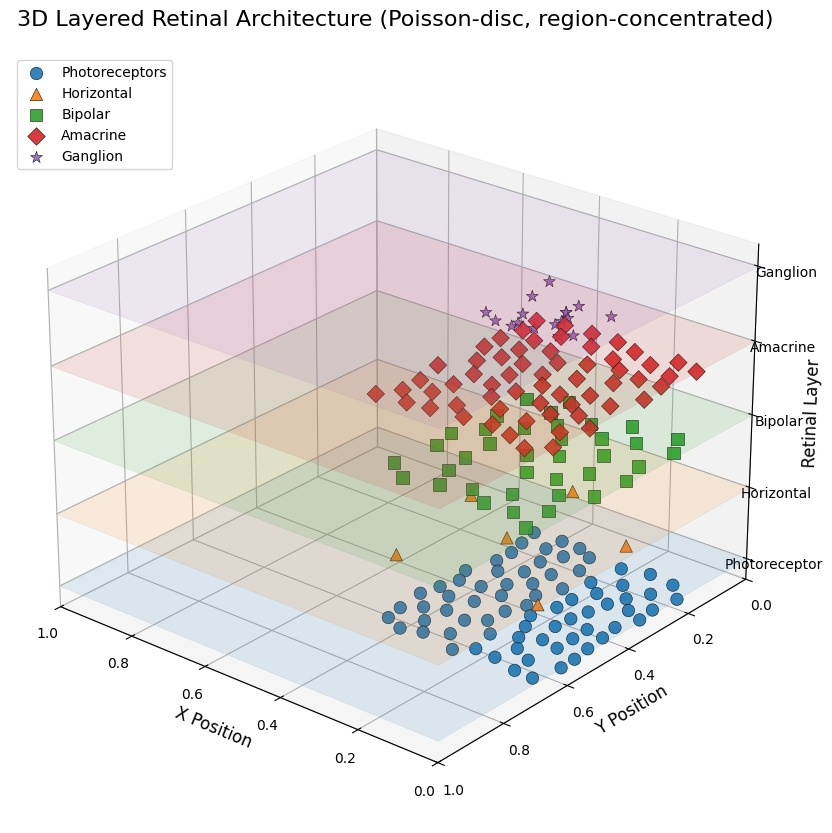 3D Layered Retinal Architecture (Poisson-disc, region-concentrated)
Photoreceptors
Horizontal
Bipolar
Amacrine
Ganglion
Ganglion
Amacrine
Bipolar
Horizontal
Photoreceptor
Retinal Layer
1.0
0.8
0.6
0.4
0.2
0.0
X Position
0.0
0.2
0.4
0.6
0.8
1.0
Y Position